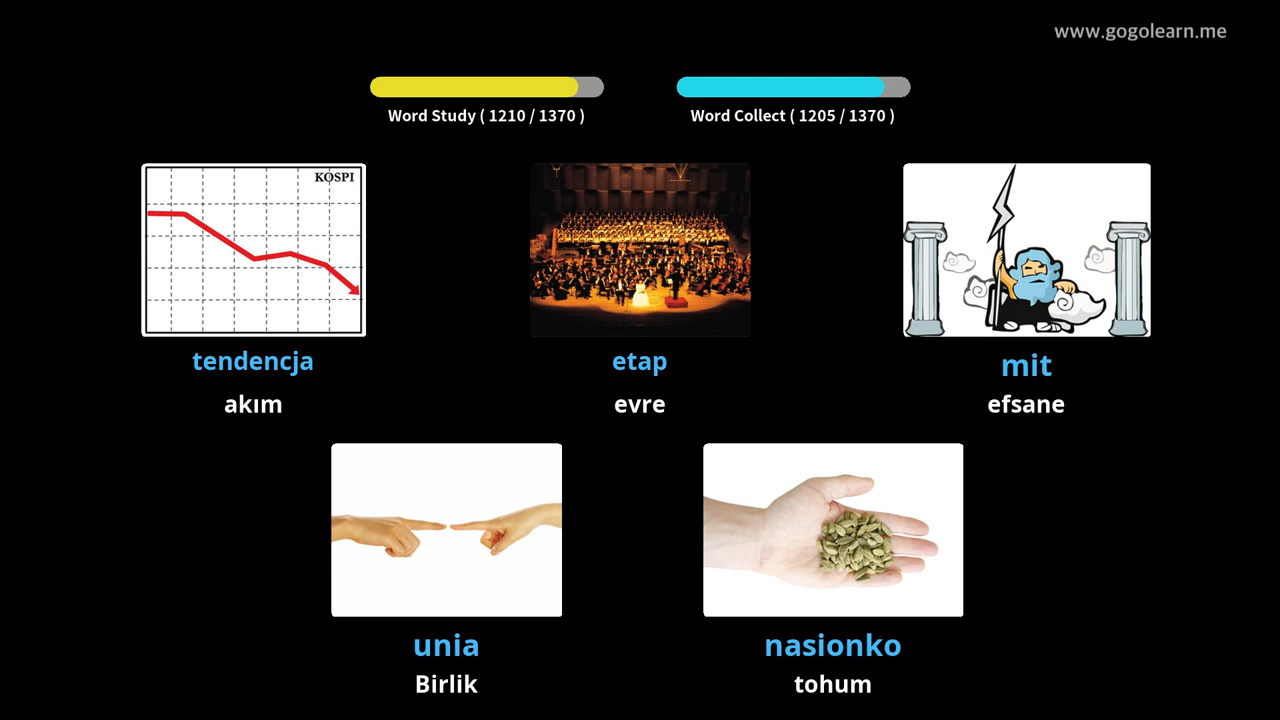 www.gogolearn.me
Word Study ( 1210 / 1370 )
Word Collect ( 1205 / 1370 )
KOSPI
tendencja
akım
etap
evre
mit
efsane
unia
Birlik
nasionko
tohum